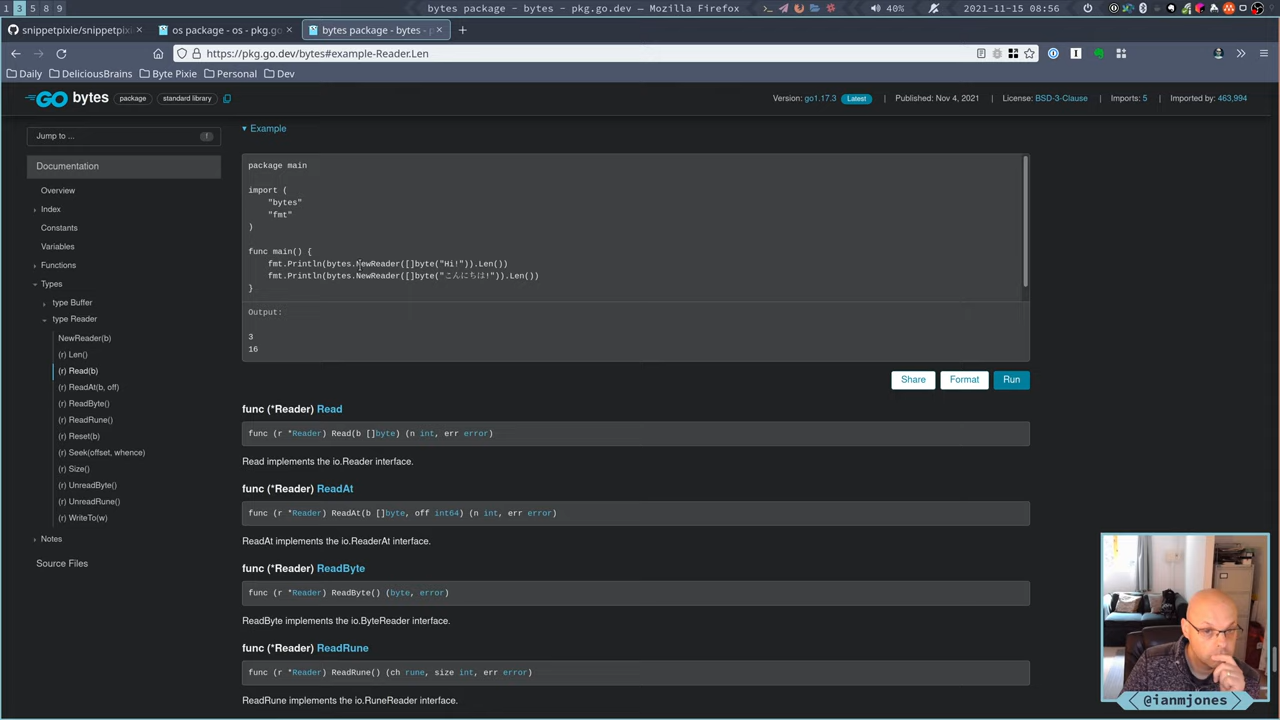 1 3 5 8 9
bytes package - bytes - pkg.go.dev — Mozilla Firefox
40%
2021-11-15 08:56
snippetpixie/snippetpixi
os package - os - pkg.go
bytes package - bytes - p
https://pkg.go.dev/bytes#example-Reader.Len
Daily
DeliciousBrains
Byte Pixie
Personal
Dev
GO bytes
package
standard library
Version: go1.17.3 Latest
Published: Nov 4, 2021
License: BSD-3-Clause
Imports: 5
Imported by: 463,994
Jump to ...
f
Documentation
Overview
Index
Constants
Variables
Functions
Types
type Buffer
type Reader
NewReader(b)
(r) Len()
(r) Read(b)
(r) ReadAt(b, off)
(r) ReadByte()
(r) ReadRune()
(r) Reset(b)
(r) Seek(offset, whence)
(r) Size()
(r) UnreadByte()
(r) UnreadRune()
(r) WriteTo(w)
Notes
Source Files
▾ Example
package main
import (
"bytes"
"fmt"
)
func main() {
fmt.Println(bytes.NewReader([]byte("Hi!")).Len())
fmt.Println(bytes.NewReader([]byte("こんにちは!")).Len())
}
Output:
3
16
Share
Format
Run
func (*Reader) Read
func (r *Reader) Read(b []byte) (n int, err error)
Read implements the io.Reader interface.
func (*Reader) ReadAt
func (r *Reader) ReadAt(b []byte, off int64) (n int, err error)
ReadAt implements the io.ReaderAt interface.
func (*Reader) ReadByte
func (r *Reader) ReadByte() (byte, error)
ReadByte implements the io.ByteReader interface.
func (*Reader) ReadRune
func (r *Reader) ReadRune() (ch rune, size int, err error)
ReadRune implements the io.RuneReader interface.
@ianmjones